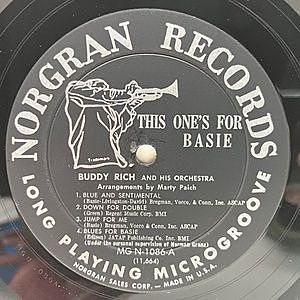 NORGRAN RECORDS
Trademark
THIS ONE'S FOR
BASIE
BUDDY RICH AND HIS ORCHESTRA
Arrangements by Marty Paich
1. BLUE AND SENTIMENTAL
(Basie-Livingston-David) Bregman, Vocco & Conn, Inc. ASCAP
2. DOWN FOR DOUBLE
(Green) Regent Music Corp. BMI
3. JUMP FOR ME
(Basie) Bregman, Vocco & Conn, Inc. ASCAP
4. BLUES FOR BASIE
(Edison) JATAP Publishing Co., Inc. BMI
(Under the personal supervision of Norman Granz)
MG N-1086-A
(11,664)
LONG PLAYING MICROGROOVE
NORGRAN SALES CORP. MADE IN U.S.A.